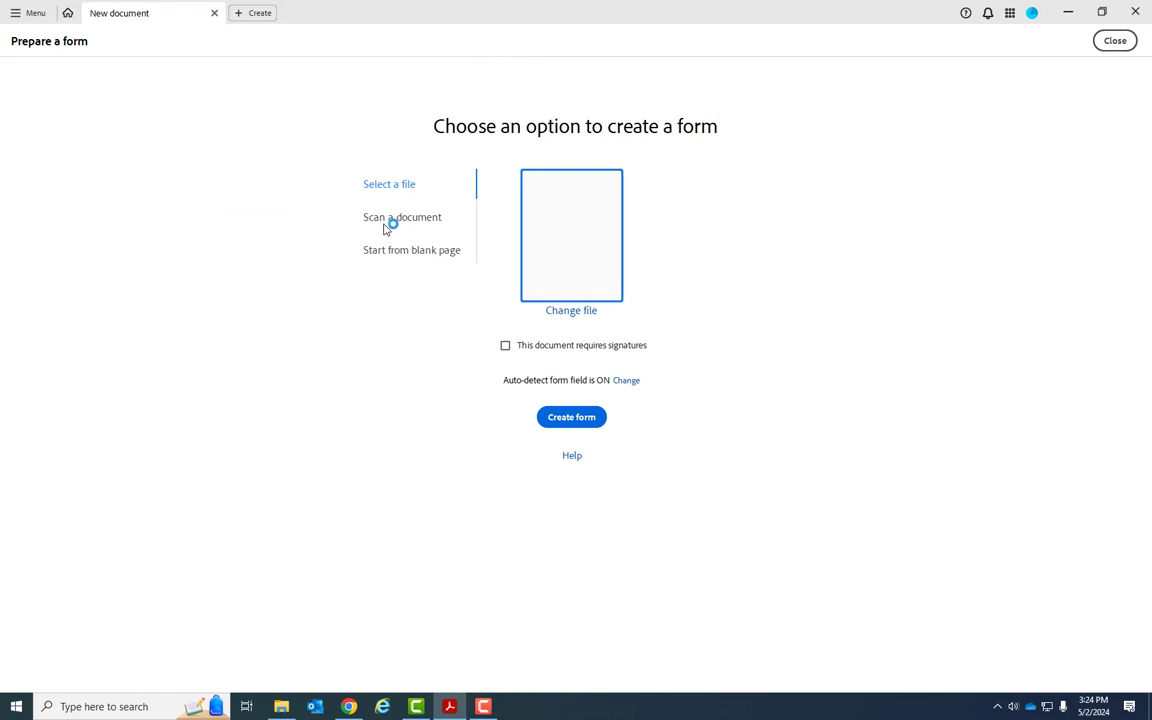 Menu
New document
Create
Prepare a form
Close
Choose an option to create a form
Select a file
Scan a document
Start from blank page
Change file
This document requires signatures
Auto-detect form field is ON Change
Create form
Help
Type here to search
3:24 PM
5/2/2024